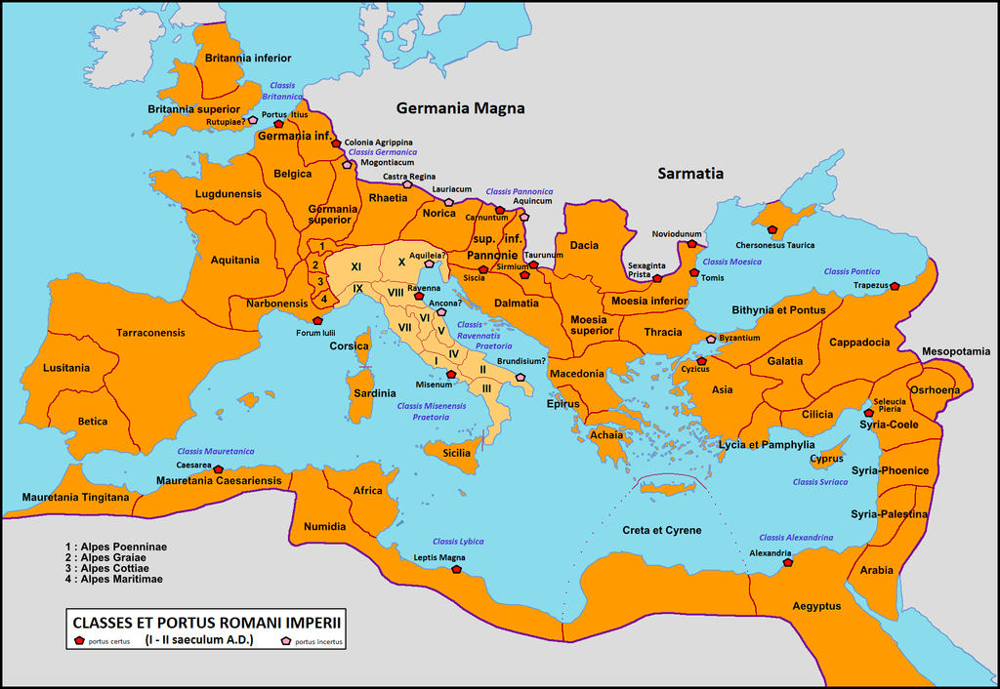 Britannia inferior
Classis
Britannica
Britannia superior
Rutupiae?
Portus Itius
Germania Magna
Germania inf.
Colonia Agrippina
Classis Germanica
Mogontiacum
Belgica
Castra Regina
Lauriacum
Classis Pannonica
Aquincum
Sarmatia
Lugdunensis
Germania
superior
Rhaetia
Norica
Carnuntum
sup. inf.
Pannonie
Taurunum
Sirmium
Siscia
Dacia
Noviodunum
Chersonesus Taurica
Sexaginta
Prista
Classis Moesica
Tomis
Classis Pontica
Trapezus
Aquitania
1
2
3
4
XI
X
Aquileia?
IX
VIII
Ravenna
Ancona?
Narbonensis
Forum Iulii
Dalmatia
Moesia inferior
Bithynia et Pontus
Moesia
superior
Thracia
Byzantium
Tarraconensis
Corsica
VII
VI
V
Classis
Ravennatis
Praetoria
IV
I
II
III
Brundisium?
Misenum
Classis Misenensis
Praetoria
Macedonia
Cyzicus
Galatia
Cappadocia
Mesopotamia
Lusitania
Sardinia
Epirus
Asia
Osrhoena
Seleucia
Pieria
Betica
Achaia
Cilicia
Syria-Coele
Lycia et Pamphylia
Cyprus
Sicilia
Classis Mauretanica
Caesarea
Mauretania Caesariensis
Mauretania Tingitana
Africa
Numidia
Syria-Phoenice
Classis Syriaca
Syria-Palestina
Creta et Cyrene
Classis Lybica
Leptis Magna
Classis Alexandrina
Alexandria
Arabia
Aegyptus
1 : Alpes Poenninae
2 : Alpes Graiae
3 : Alpes Cottiae
4 : Alpes Maritimae
CLASSES ET PORTUS ROMANI IMPERII
portus certus (I - II saeculum A.D.) portus incertus